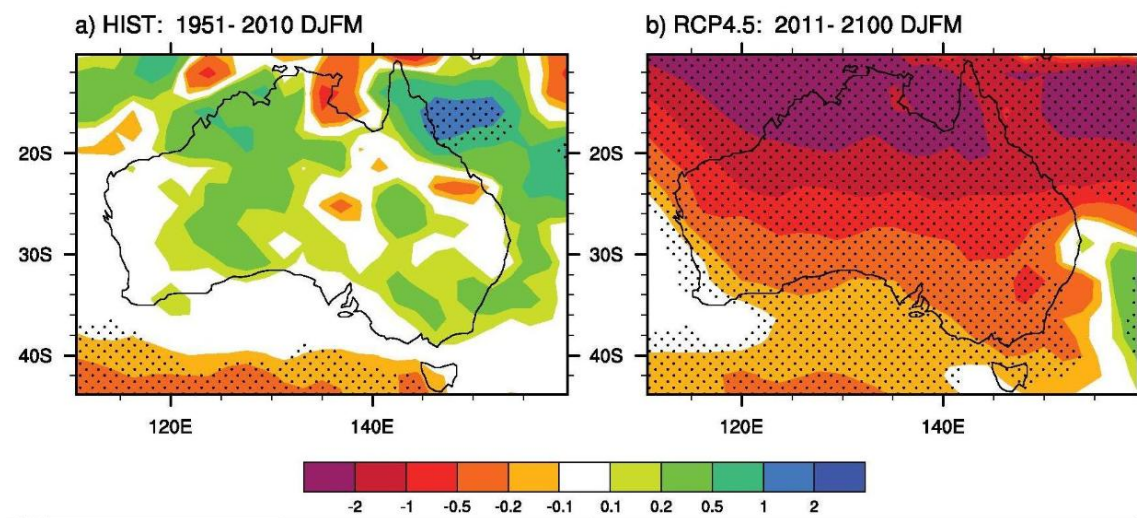 a) HIST: 1951- 2010 DJFM
b) RCP4.5: 2011- 2100 DJFM
20S
20S
30S
30S
40S
40S
120E 140E
120E 140E
-2 -1 -0.5 -0.2 -0.1 0.1 0.2 0.5 1 2